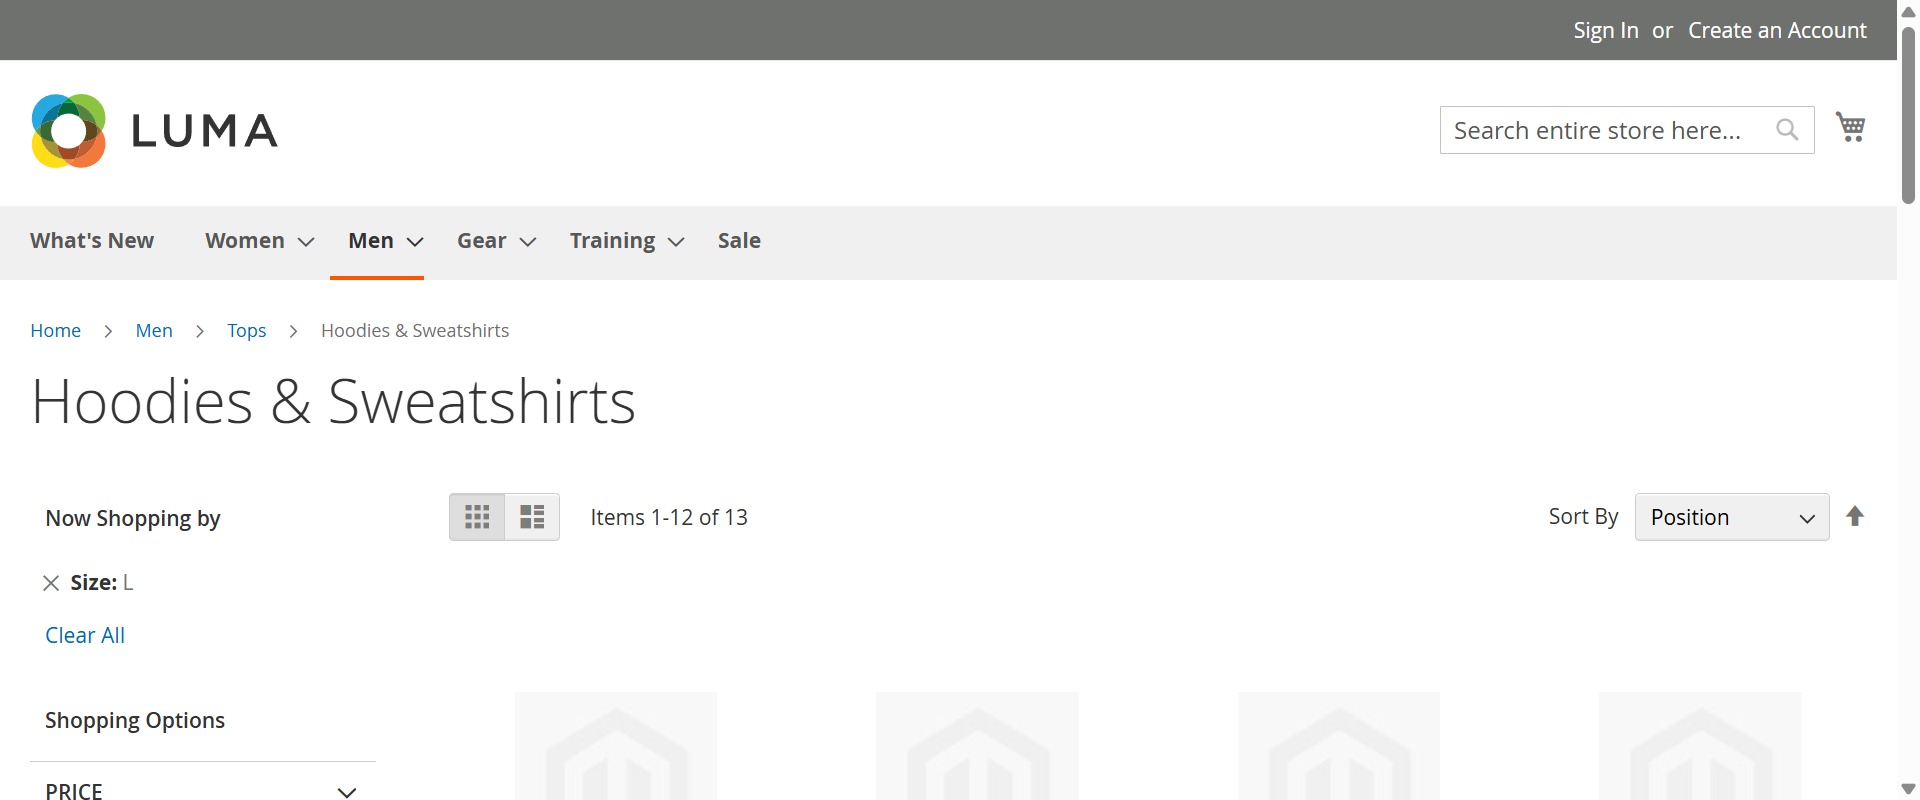 Sign In or Create an Account
LUMA
Search entire store here...
What's New Women Men Gear Training Sale
Home Men Tops Hoodies & Sweatshirts
Hoodies & Sweatshirts
Now Shopping by
Items 1-12 of 13
Sort By Position
Size: L
Clear All
Shopping Options
PRICE